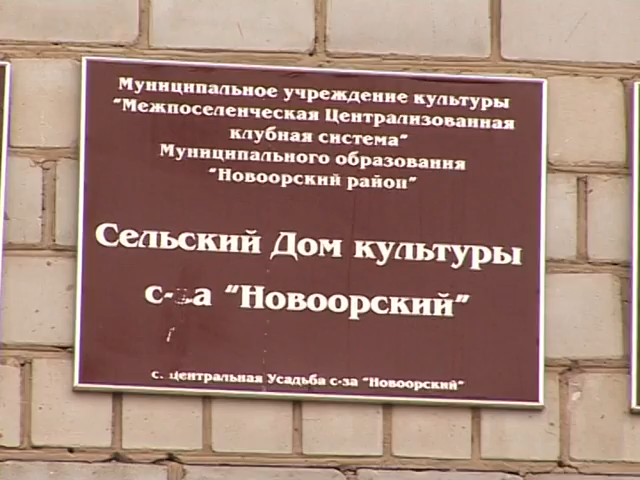 Муниципальное учреждение культуры
"Межпоселенческая Централизованная
клубная система"
Муниципального образования
"Новоорский район"
Сельский Дом культуры
с-за "Новоорский"
с. центральная Усадьба с-за "Новоорский"